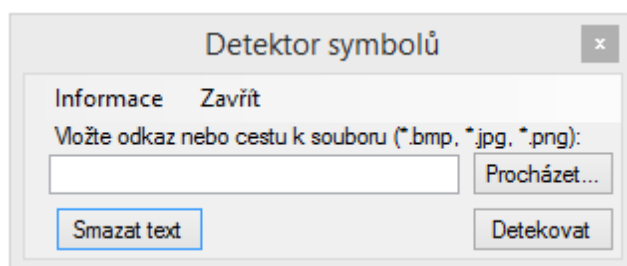 Detektor symbolů
x
Informace Zavřít
Vložte odkaz nebo cestu k souboru (*.bmp, *.jpg, *.png):
Procházet...
Smazat text Detekovat